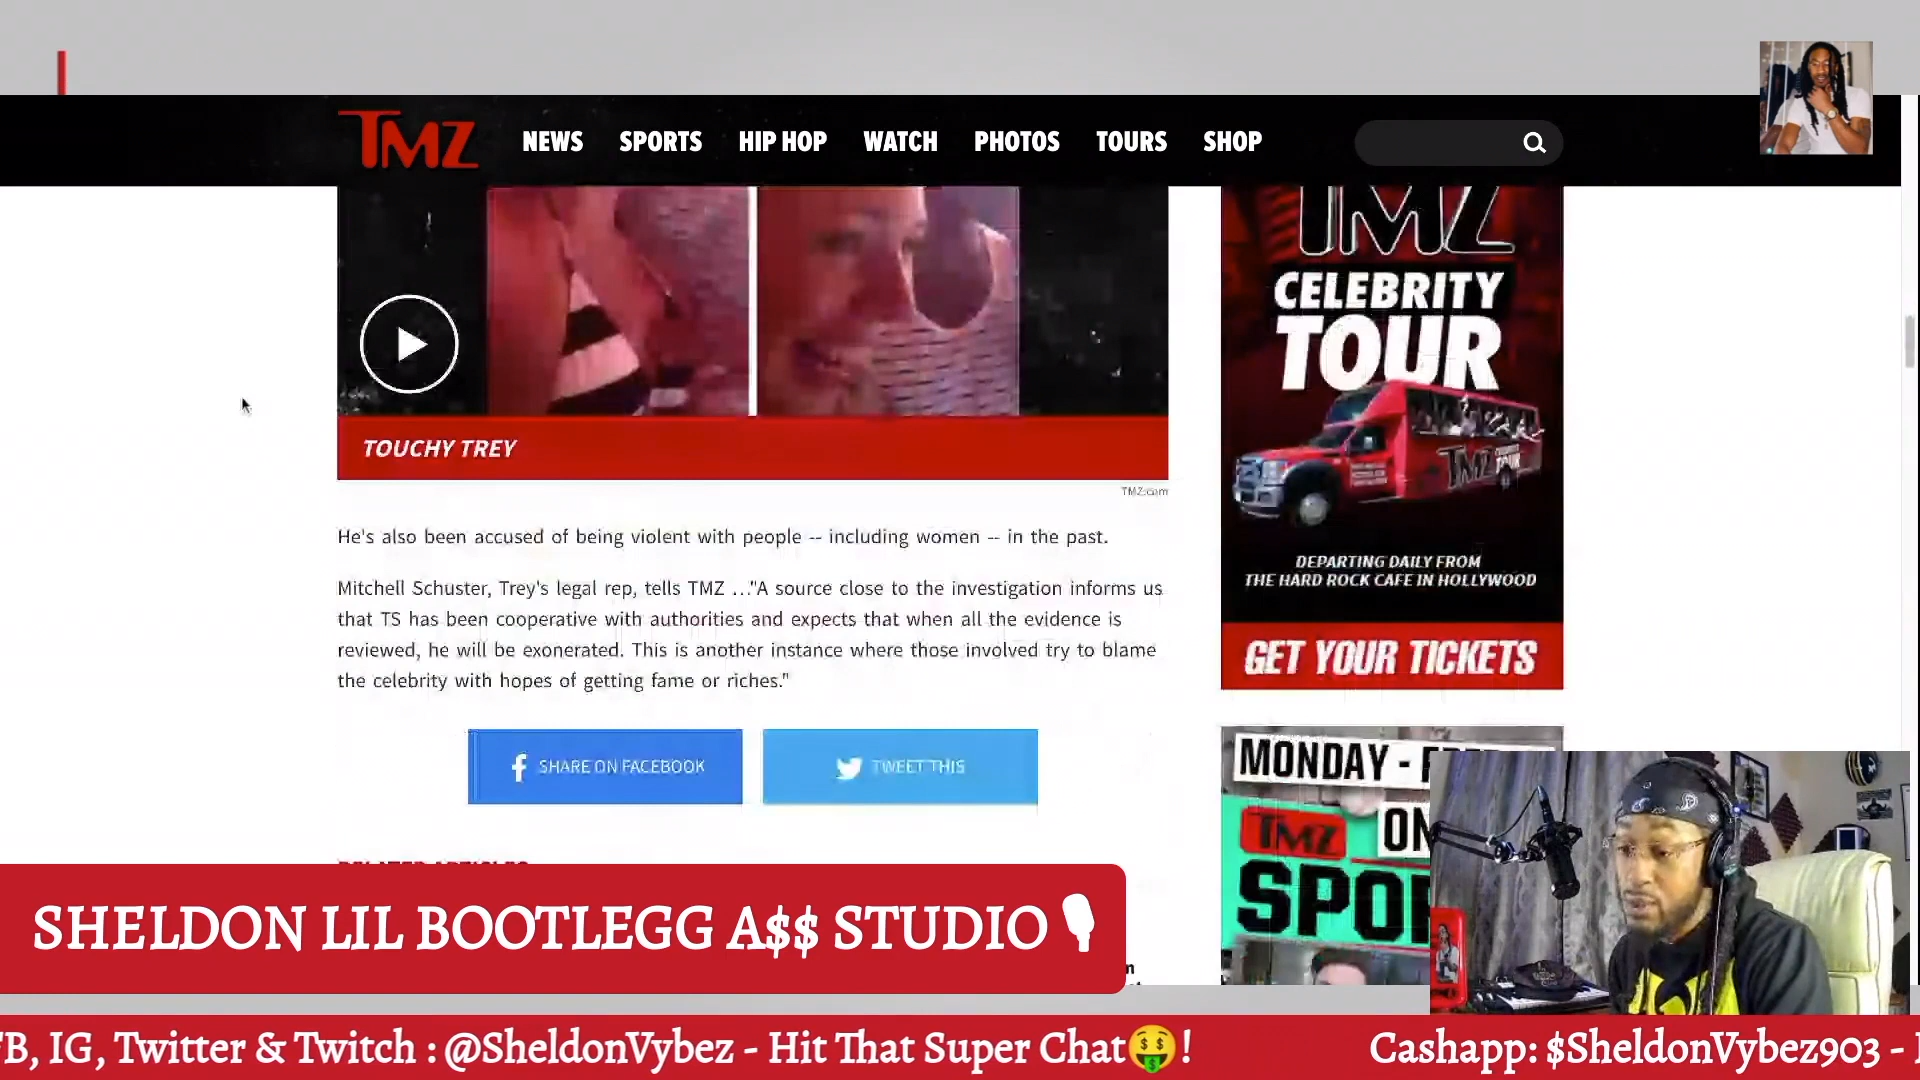 TMZ
NEWS SPORTS HIP HOP WATCH PHOTOS TOURS SHOP
TOUCHY TREY
TMZ.com
He's also been accused of being violent with people -- including women -- in the past.
Mitchell Schuster, Trey's legal rep, tells TMZ …"A source close to the investigation informs us
that TS has been cooperative with authorities and expects that when all the evidence is
reviewed, he will be exonerated. This is another instance where those involved try to blame
the celebrity with hopes of getting fame or riches."
SHARE ON FACEBOOK
TWEET THIS
TMZ
CELEBRITY
TOUR
TMZ
DEPARTING DAILY FROM
THE HARD ROCK CAFE IN HOLLYWOOD
GET YOUR TICKETS
MONDAY -
TMZ ON
SPO
SHELDON LIL BOOTLEGG A$$ STUDIO👇
FB, IG, Twitter & Twitch : @SheldonVybez - Hit That Super Chat🤑! Cashapp: $SheldonVybez903 -